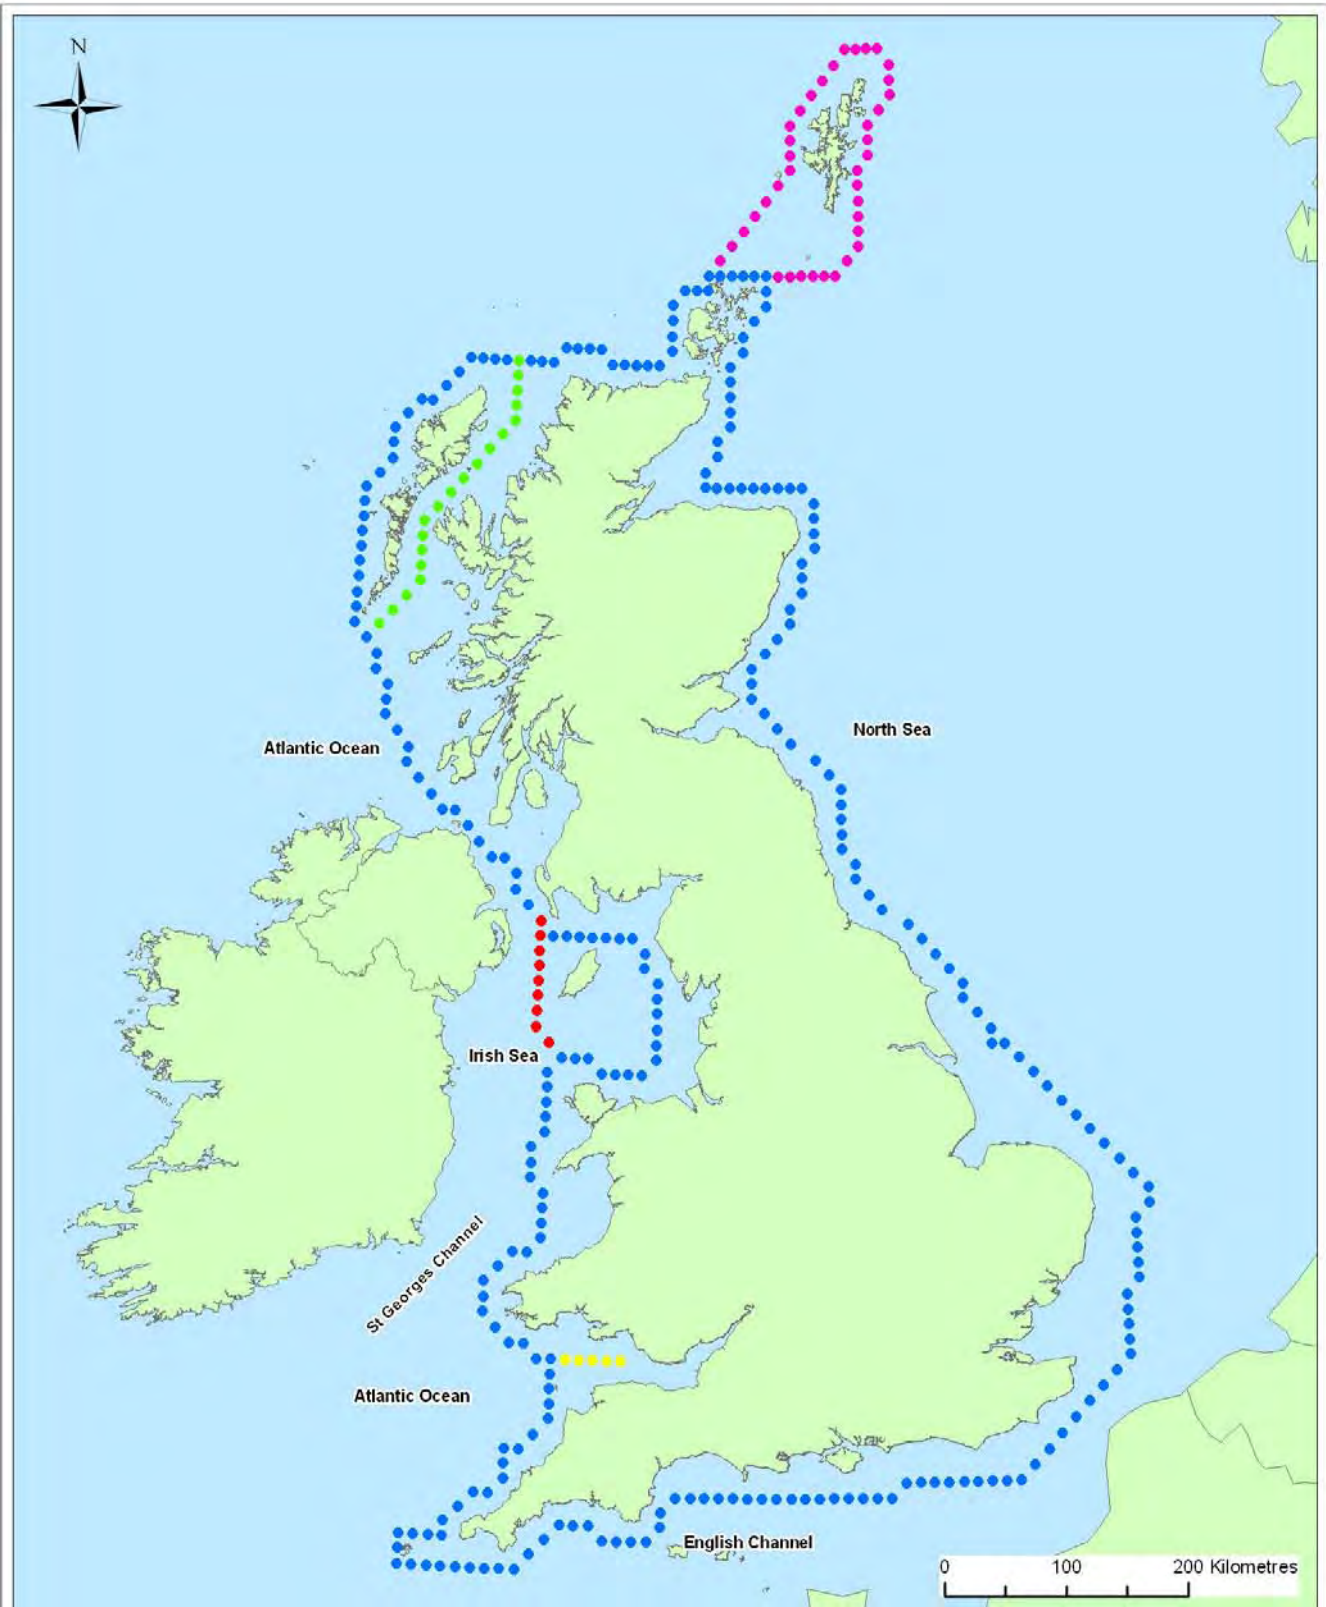 N
North Sea
Atlantic Ocean
Irish Sea
St Georges Channel
Atlantic Ocean
English Channel
0 100 200 Kilometres